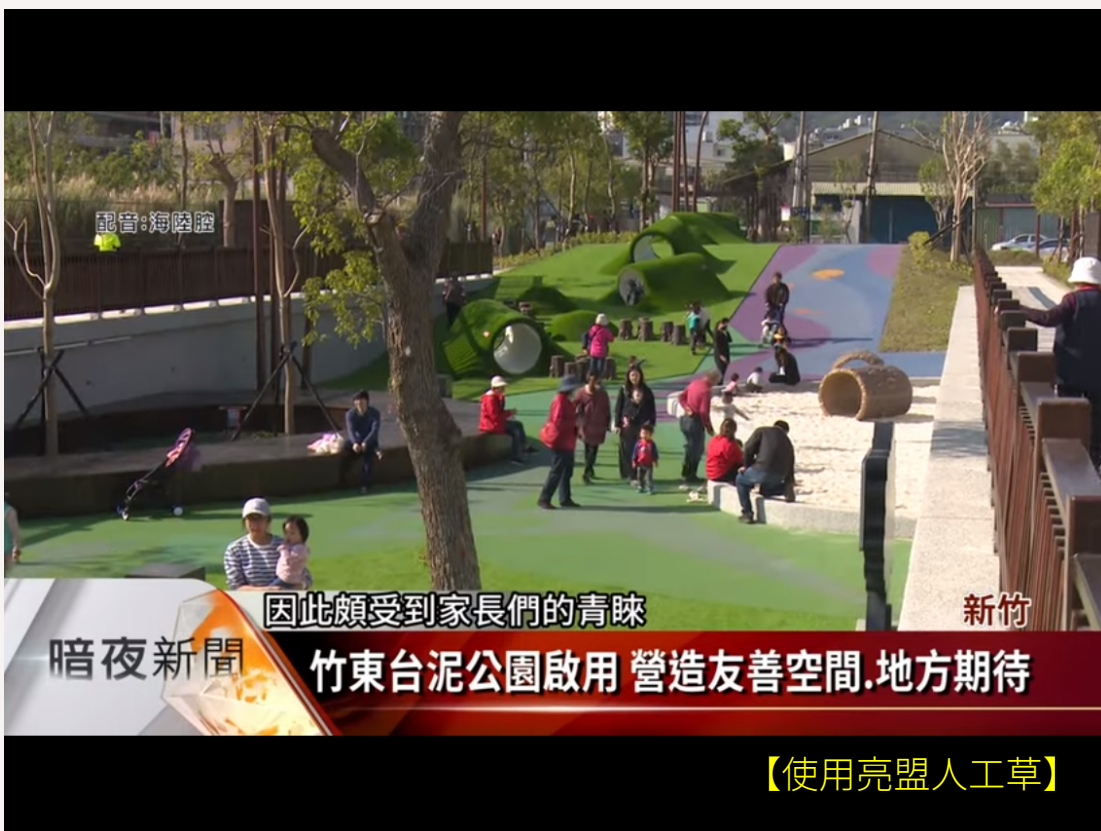 配音:海陸腔
因此頗受到家長們的青睞
新竹
暗夜新聞
竹東台泥公園啟用 營造友善空間.地方期待
【使用亮盟人工草】